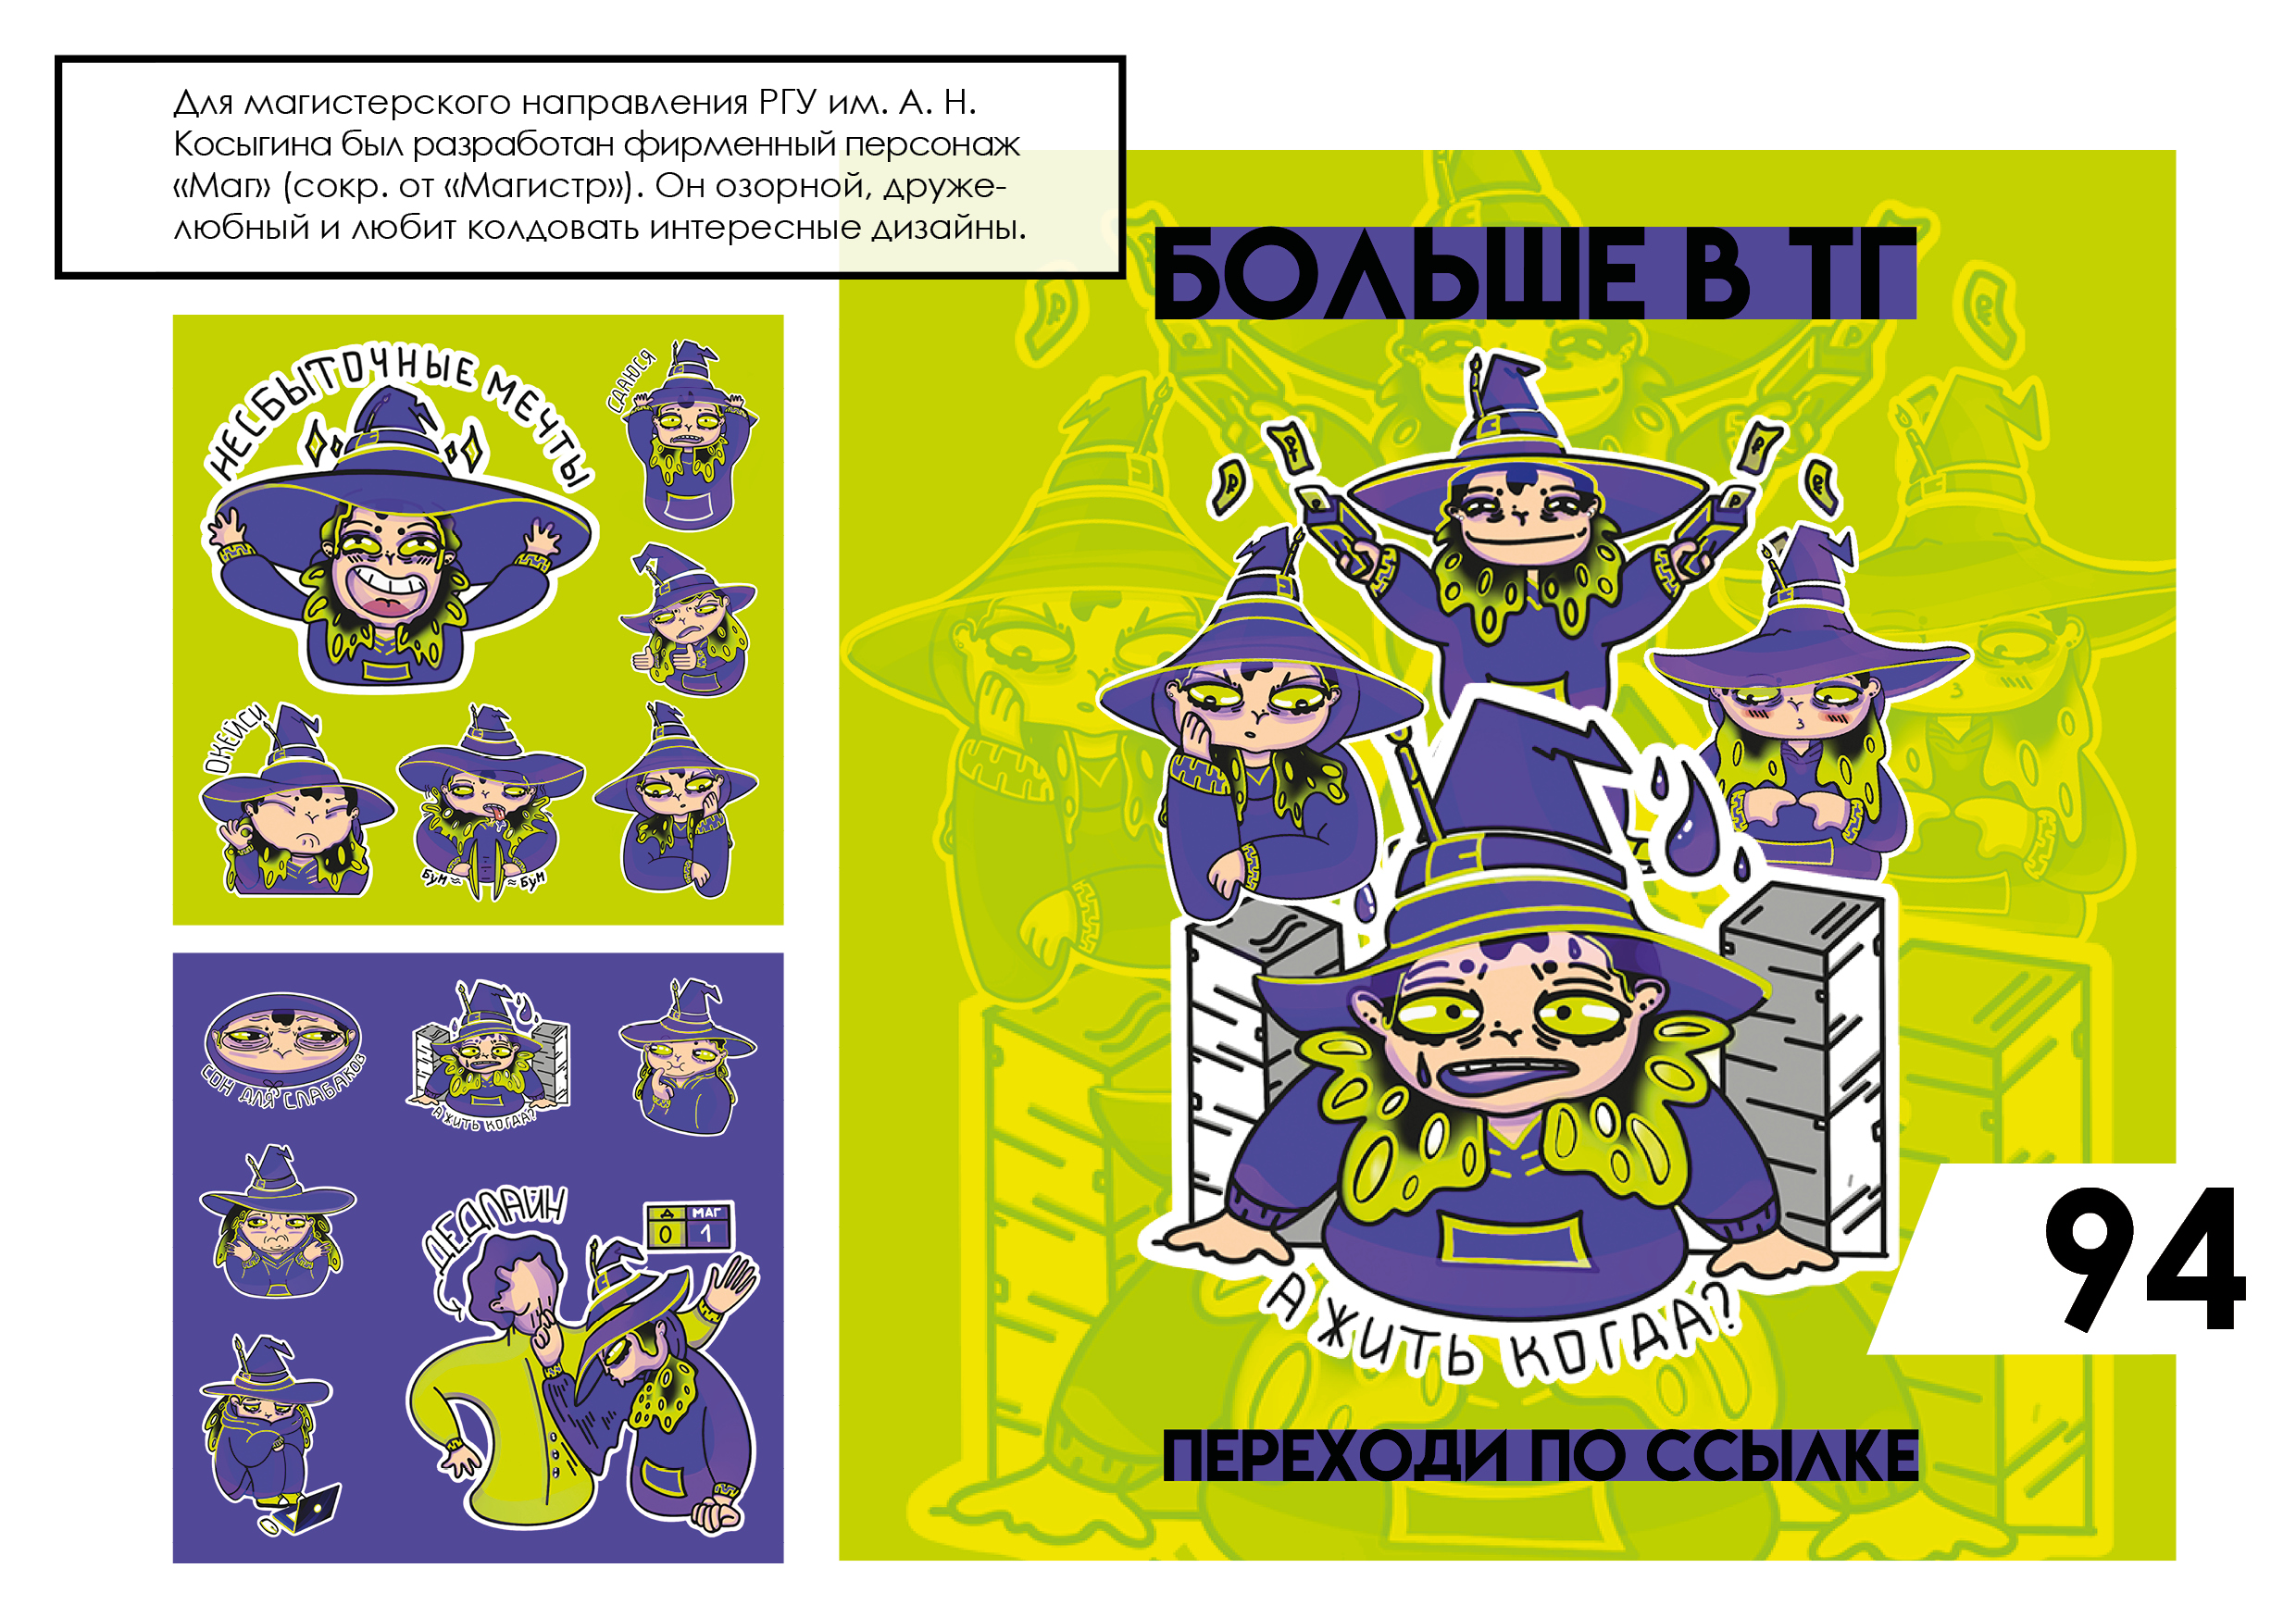 Для магистерского направления РГУ им. А. Н.
Косыгина был разработан фирменный персонаж
«Маг» (сокр. от «Магистр»). Он озорной, друже-
любный и любит колдовать интересные дизайны.
БОЛЬШЕ В ТГ
НЕСБЫТОЧНЫЕ МЕЧТЫ
СДАЮСЯ
ОКЕЙСИ
БУМ ≈ ≈ БУМ
СОН ДЛЯ СЛАБАКОВ
А ЖИТЬ КОГДА?
ДЕДЛАЙН
Д МАГ
0 1
А ЖИТЬ КОГДА?
94
ПЕРЕХОДИ ПО ССЫЛКЕ